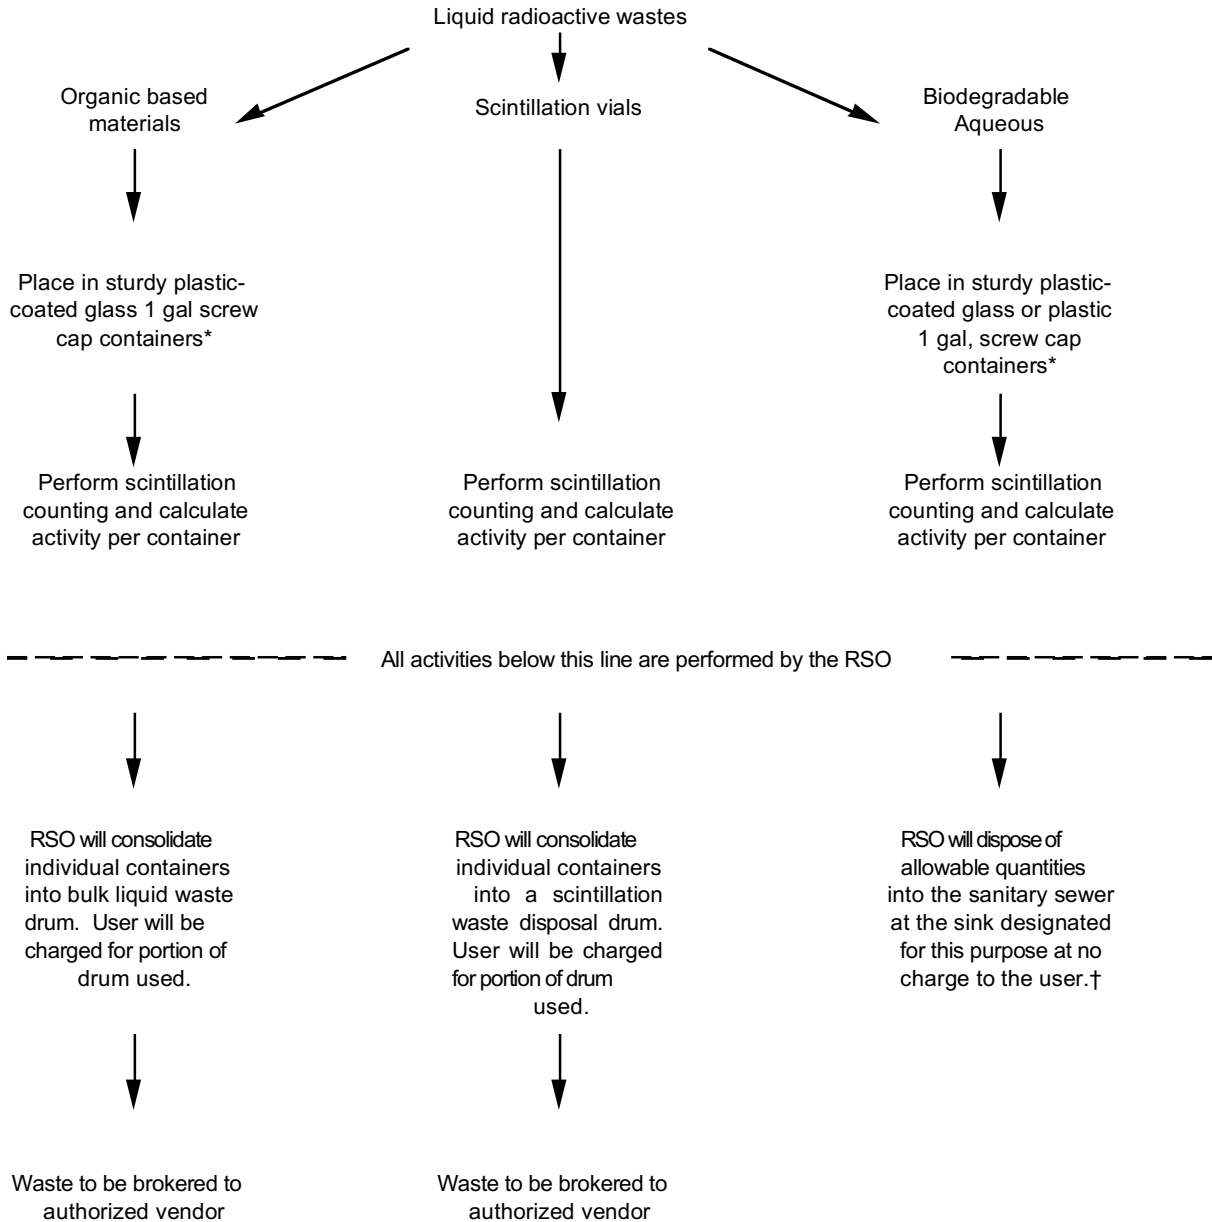 Liquid radioactive wastes
Organic based
materials
Scintillation vials
Biodegradable
Aqueous
Place in sturdy plastic-
coated glass 1 gal screw
cap containers*
Place in sturdy plastic-
coated glass or plastic
1 gal, screw cap
containers*
Perform scintillation
counting and calculate
activity per container
Perform scintillation
counting and calculate
activity per container
Perform scintillation
counting and calculate
activity per container
All activities below this line are performed by the RSO
RSO will consolidate
individual containers
into bulk liquid waste
drum. User will be
charged for portion of
drum used.
RSO will consolidate
individual containers
into a scintillation
waste disposal drum.
User will be charged
for portion of drum
used.
RSO will dispose of
allowable quantities
into the sanitary sewer
at the sink designated
for this purpose at no
charge to the user.†
Waste to be brokered to
authorized vendor
Waste to be brokered to
authorized vendor